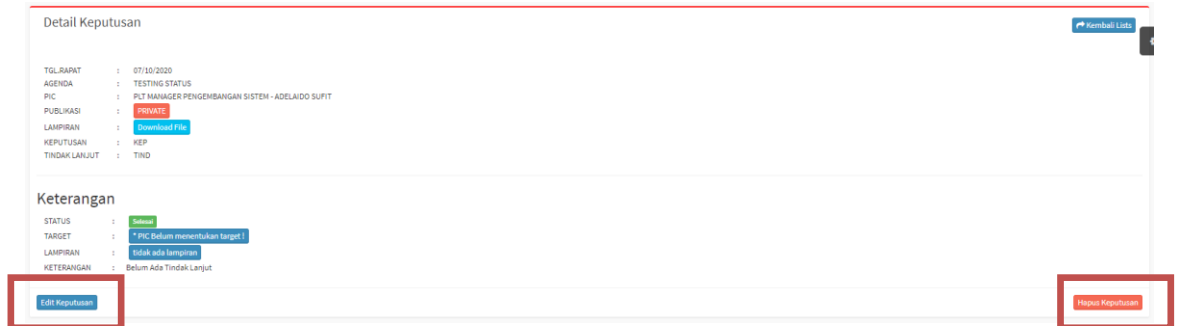 Detail Keputusan
Kembali Lists
TGL.RAPAT : 07/10/2020
AGENDA : TESTING STATUS
PIC : PLT MANAGER PENGEMBANGAN SISTEM - ADELAIDO SUFIT
PUBLIKASI : PRIVATE
LAMPIRAN : Download File
KEPUTUSAN : KEP
TINDAK LANJUT : TIND
Keterangan
STATUS : Selesai
TARGET : * PIC Belum menentukan target !
LAMPIRAN : tidak ada lampiran
KETERANGAN : Belum Ada Tindak Lanjut
Edit Keputusan
Hapus Keputusan